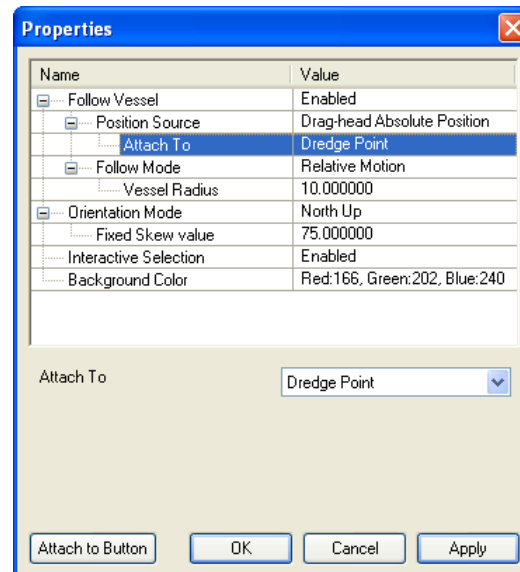 Properties
Name Value
Follow Vessel Enabled
Position Source Drag-head Absolute Position
Attach To Dredge Point
Follow Mode Relative Motion
Vessel Radius 10.000000
Orientation Mode North Up
Fixed Skew value 75.000000
Interactive Selection Enabled
Background Color Red:166, Green:202, Blue:240
Attach To Dredge Point
Attach to Button OK Cancel Apply